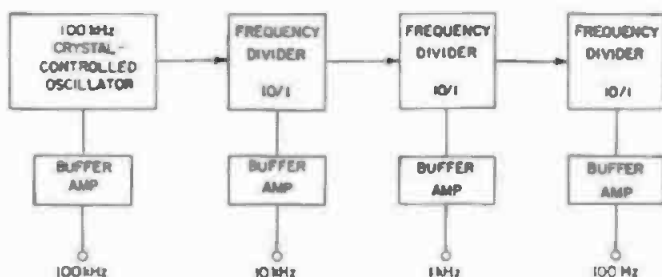 100 kHz
CRYSTAL-
CONTROLLED
OSCILLATOR
FREQUENCY
DIVIDER
10/1
FREQUENCY
DIVIDER
10/1
FREQUENCY
DIVIDER
10/1
BUFFER
AMP
BUFFER
AMP
BUFFER
AMP
BUFFER
AMP
100 kHz
10 kHz
1 kHz
100 Hz